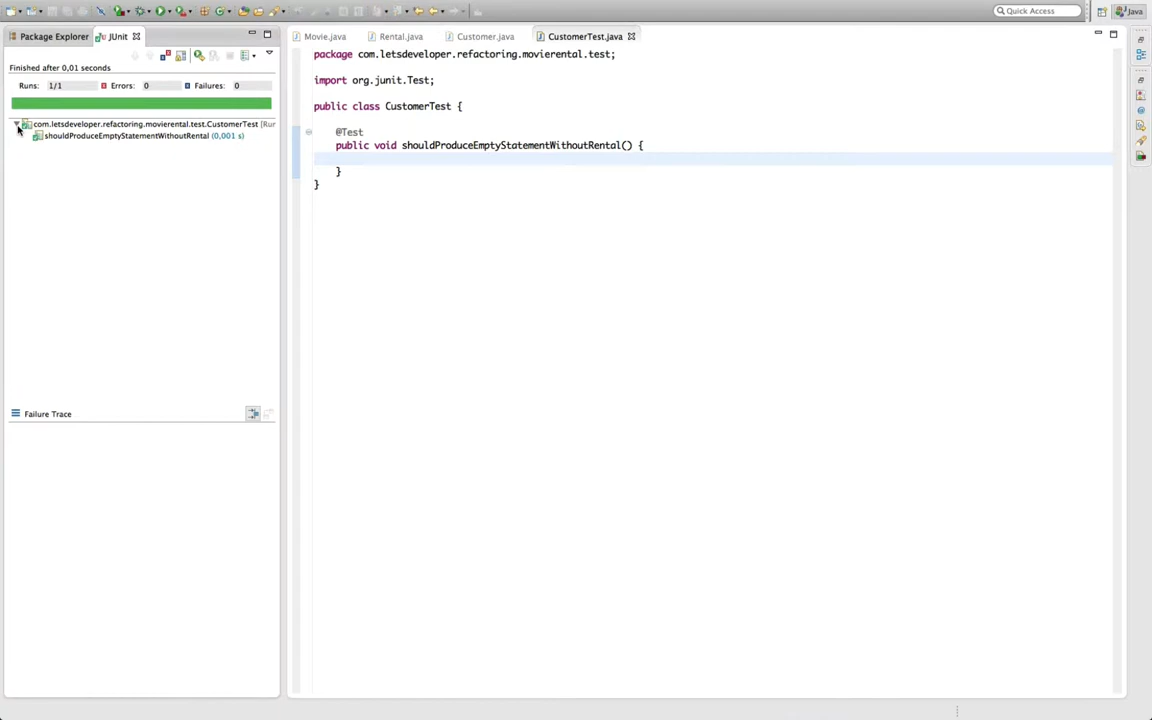 Quick Access
Java
Package Explorer
JUnit
Movie.java
Rental.java
Customer.java
CustomerTest.java
Finished after 0,01 seconds
Runs: 1/1
Errors: 0
Failures: 0
com.letsdeveloper.refactoring.movierental.test.CustomerTest [Rur
shouldProduceEmptyStatementWithoutRental (0,001 s)
Failure Trace
package com.letsdeveloper.refactoring.movierental.test;
import org.junit.Test;
public class CustomerTest {
@Test
public void shouldProduceEmptyStatementWithoutRental() {
}
}